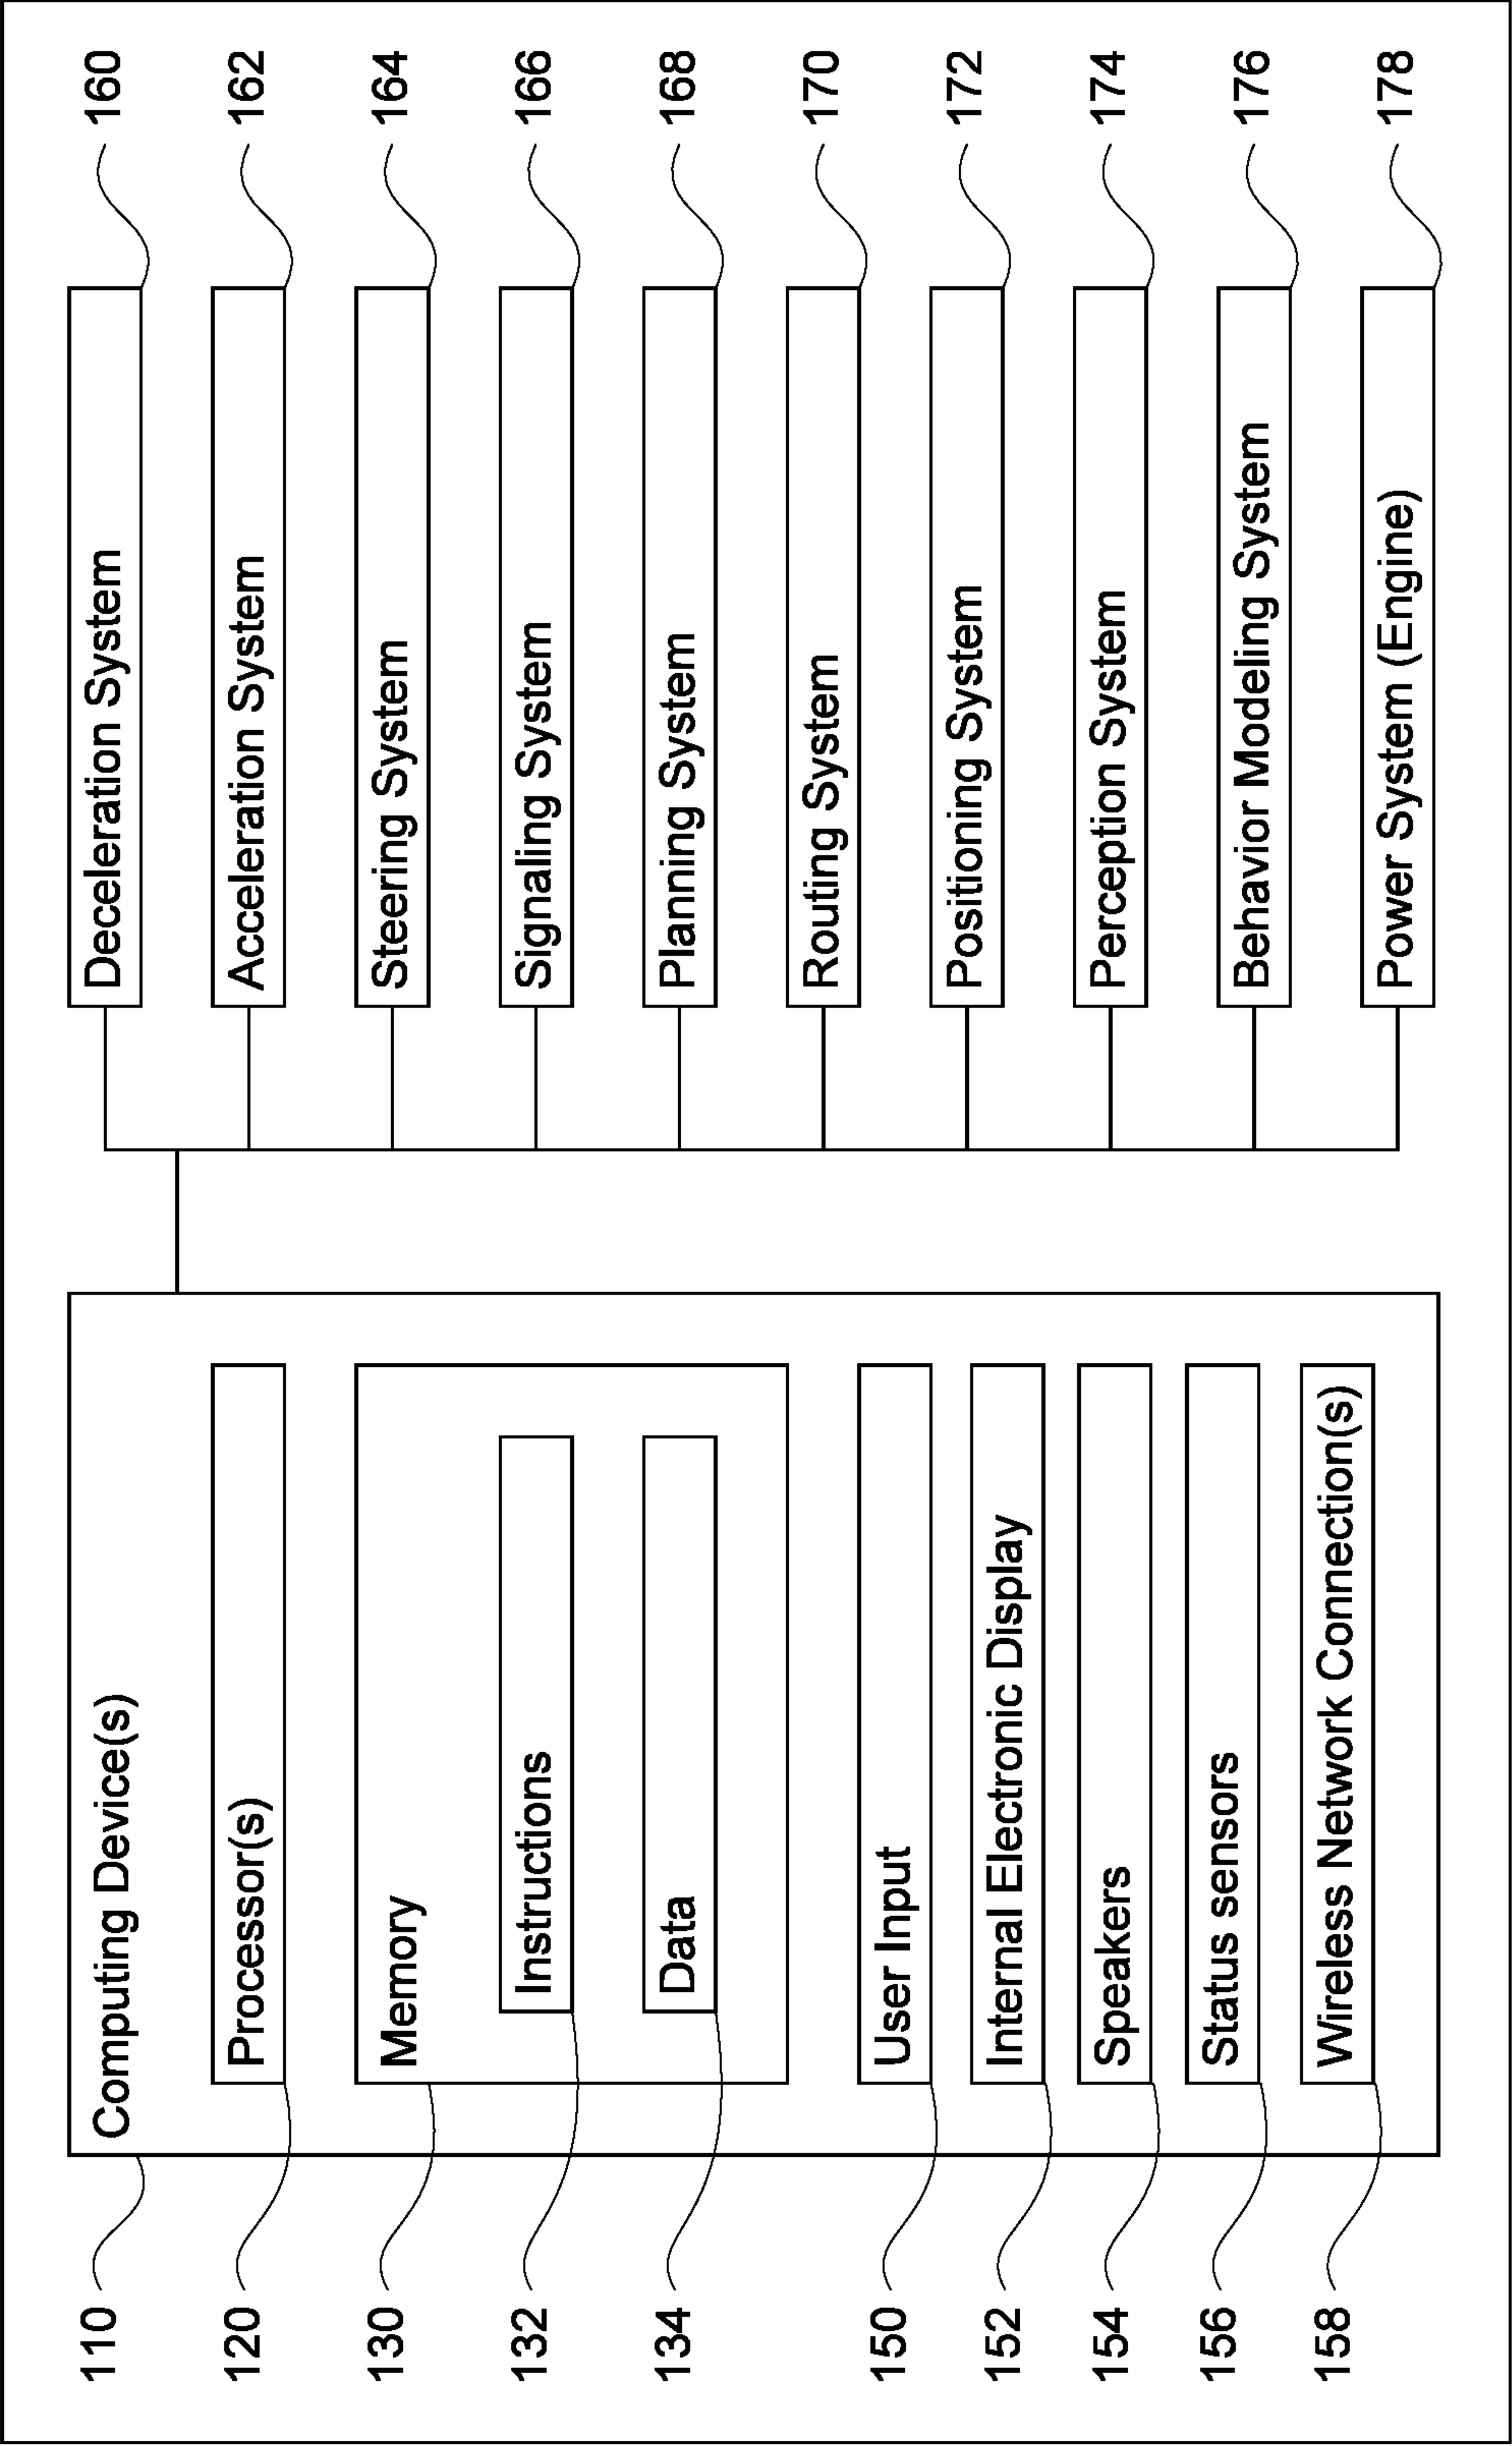 110
Computing Device(s)
120
Processor(s)
130
Memory
132
Instructions
134
Data
150
User Input
152
Internal Electronic Display
154
Speakers
156
Status sensors
158
Wireless Network Connection(s)
Deceleration System
160
Acceleration System
162
Steering System
164
Signaling System
166
Planning System
168
Routing System
170
Positioning System
172
Perception System
174
Behavior Modeling System
176
Power System (Engine)
178